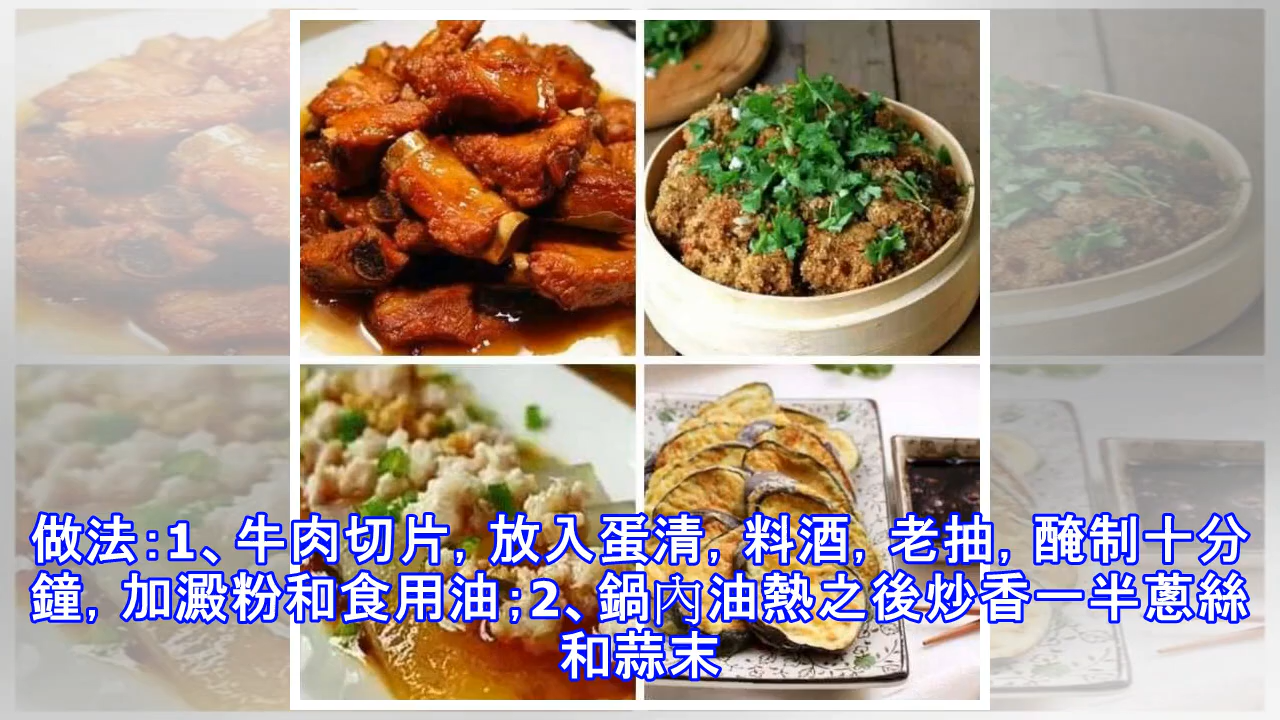 做法:1、牛肉切片, 放入蛋清, 料酒, 老抽, 醃制十分
鐘, 加澱粉和食用油;2、鍋內油熱之後炒香一半蔥絲
和蒜末